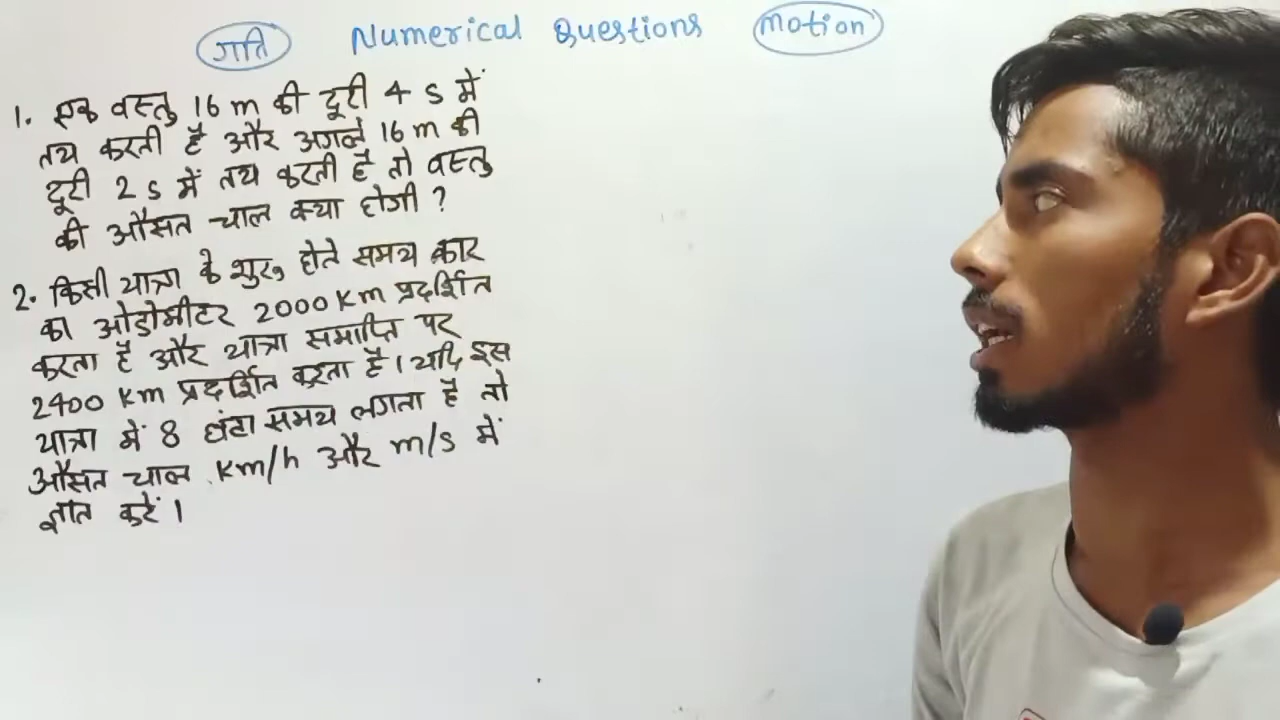 गति Numerical Questions Motion
1. एक वस्तु 16 m की दूरी 4 s में
तय करती है और अगले 16 m की
दूरी 2 s में तय करती है तो वस्तु
की औसत चाल क्या होगी ?
2. किसी यात्रा के शुरू होते समय कार
का ओडोमीटर 2000 Km प्रदर्शित
करता है और यात्रा समाप्ति पर
2400 Km प्रदर्शित करता है। यदि इस
यात्रा में 8 घंटा समय लगता है तो
औसत चाल Km/h और m/s में
ज्ञात करें।